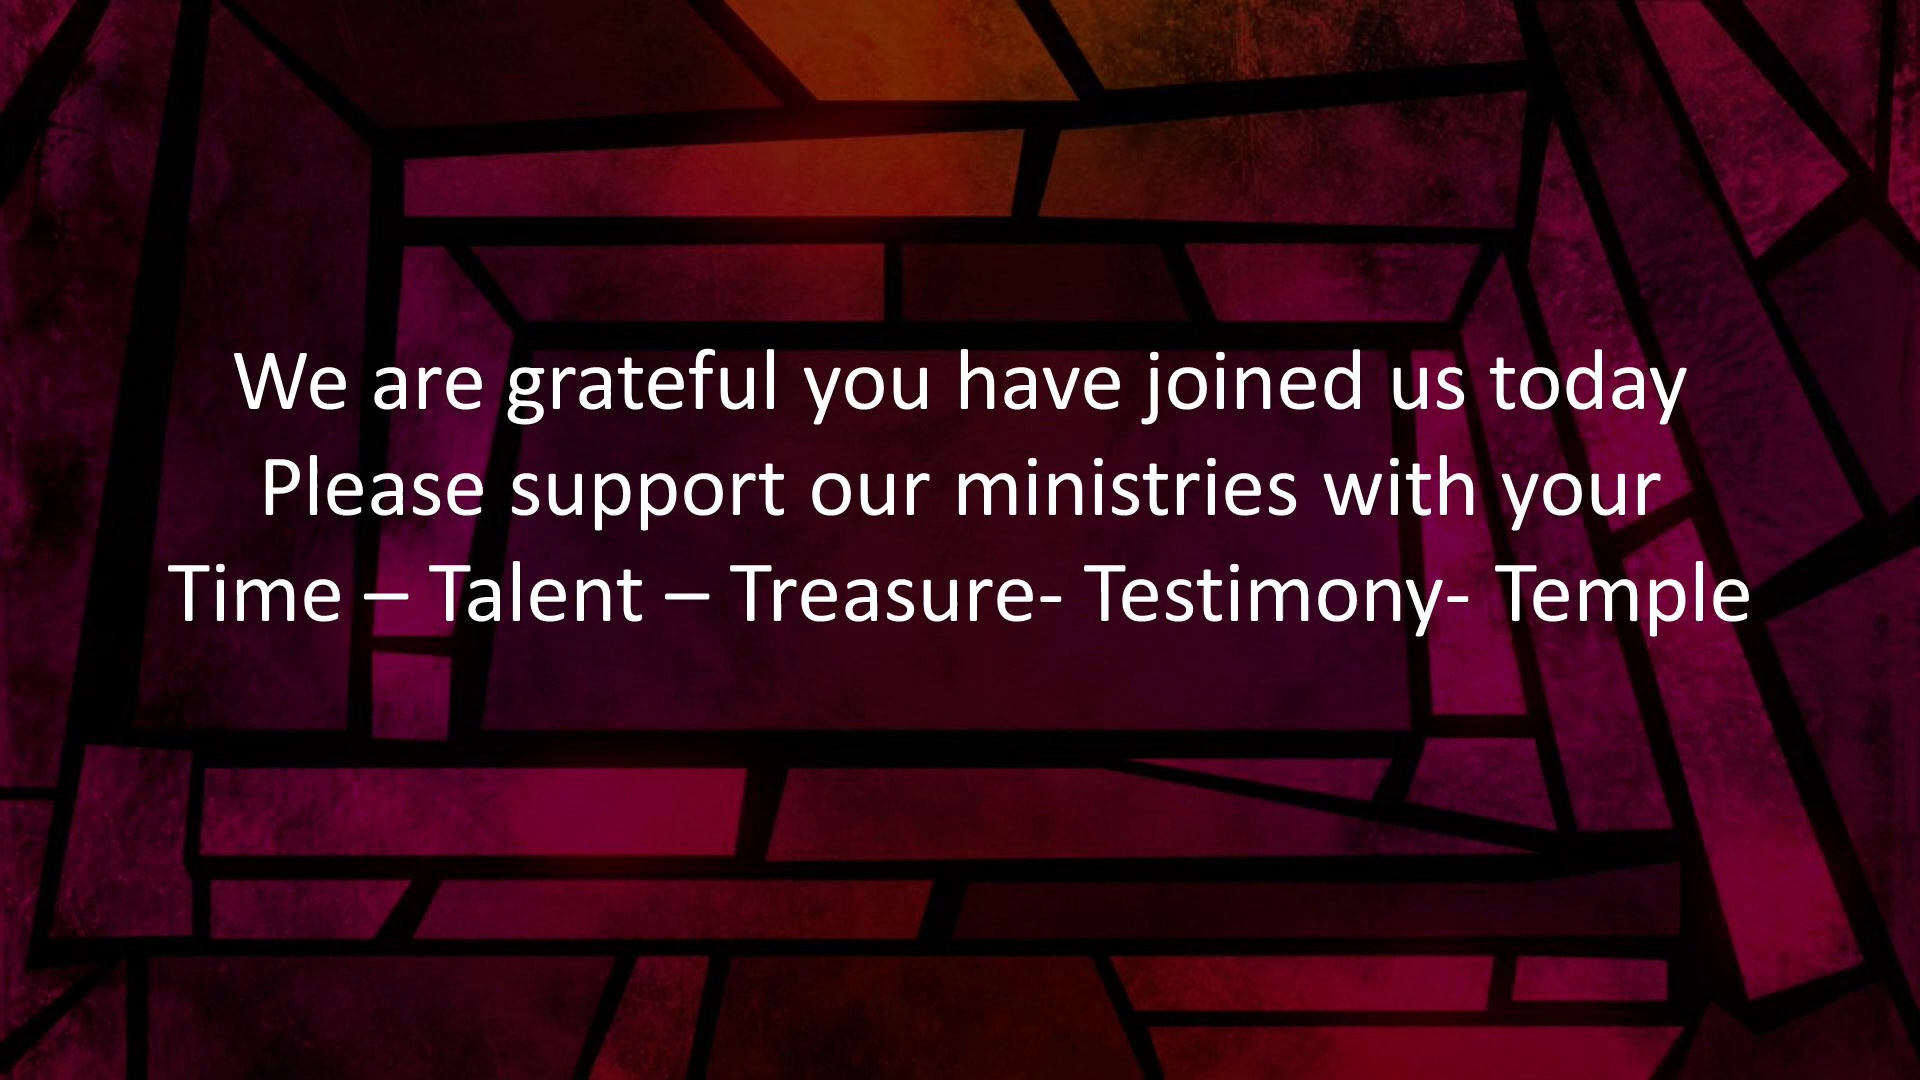 We are grateful you have joined us today
Please support our ministries with your
Time – Talent – Treasure- Testimony- Temple